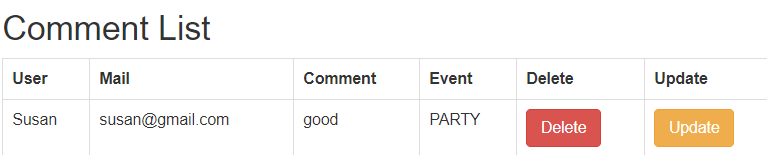 Comment List
User Mail Comment Event Delete Update
Susan susan@gmail.com good PARTY Delete Update